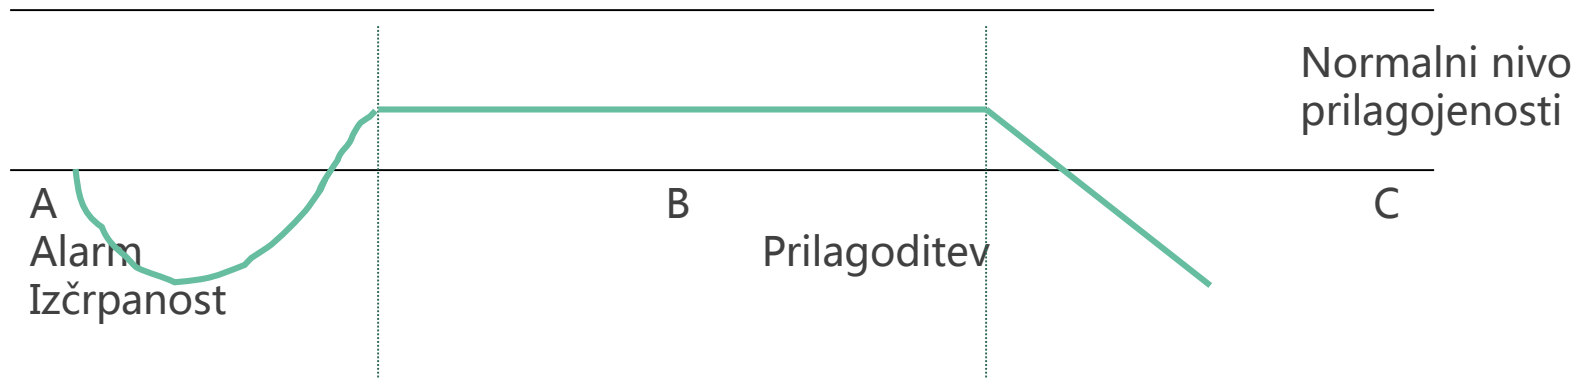 Normalni nivo
prilagojenosti
A B C
Alarm Prilagoditev
Izčrpanost